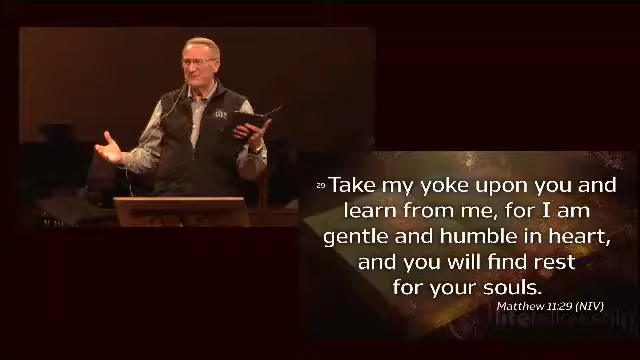 29 Take my yoke upon you and
learn from me, for I am
gentle and humble in heart,
and you will find rest
for your souls.
Matthew 11:29 (NIV)